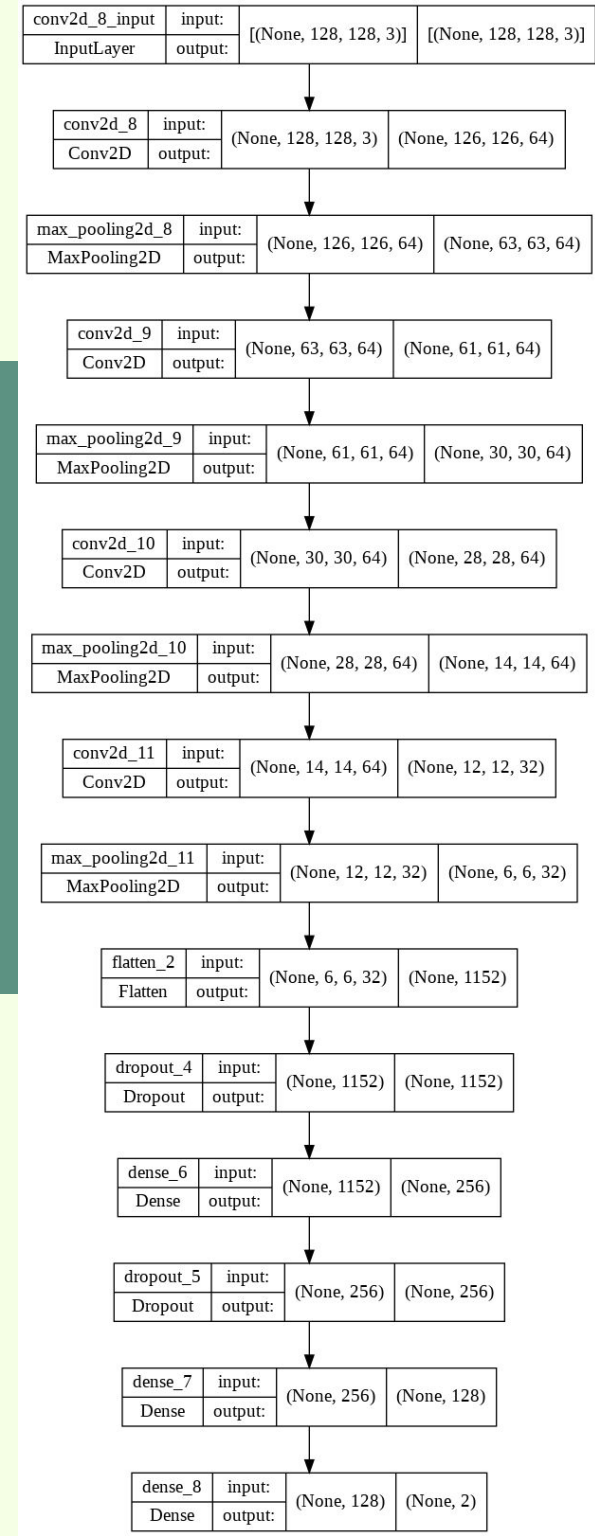 conv2d_8_input input: [(None, 128, 128, 3)] [(None, 128, 128, 3)]
InputLayer output:
conv2d_8 input: (None, 128, 128, 3) (None, 126, 126, 64)
Conv2D output:
max_pooling2d_8 input: (None, 126, 126, 64) (None, 63, 63, 64)
MaxPooling2D output:
conv2d_9 input: (None, 63, 63, 64) (None, 61, 61, 64)
Conv2D output:
max_pooling2d_9 input: (None, 61, 61, 64) (None, 30, 30, 64)
MaxPooling2D output:
conv2d_10 input: (None, 30, 30, 64) (None, 28, 28, 64)
Conv2D output:
max_pooling2d_10 input: (None, 28, 28, 64) (None, 14, 14, 64)
MaxPooling2D output:
conv2d_11 input: (None, 14, 14, 64) (None, 12, 12, 32)
Conv2D output:
max_pooling2d_11 input: (None, 12, 12, 32) (None, 6, 6, 32)
MaxPooling2D output:
flatten_2 input: (None, 6, 6, 32) (None, 1152)
Flatten output:
dropout_4 input: (None, 1152) (None, 1152)
Dropout output:
dense_6 input: (None, 1152) (None, 256)
Dense output:
dropout_5 input: (None, 256) (None, 256)
Dropout output:
dense_7 input: (None, 256) (None, 128)
Dense output:
dense_8 input: (None, 128) (None, 2)
Dense output: